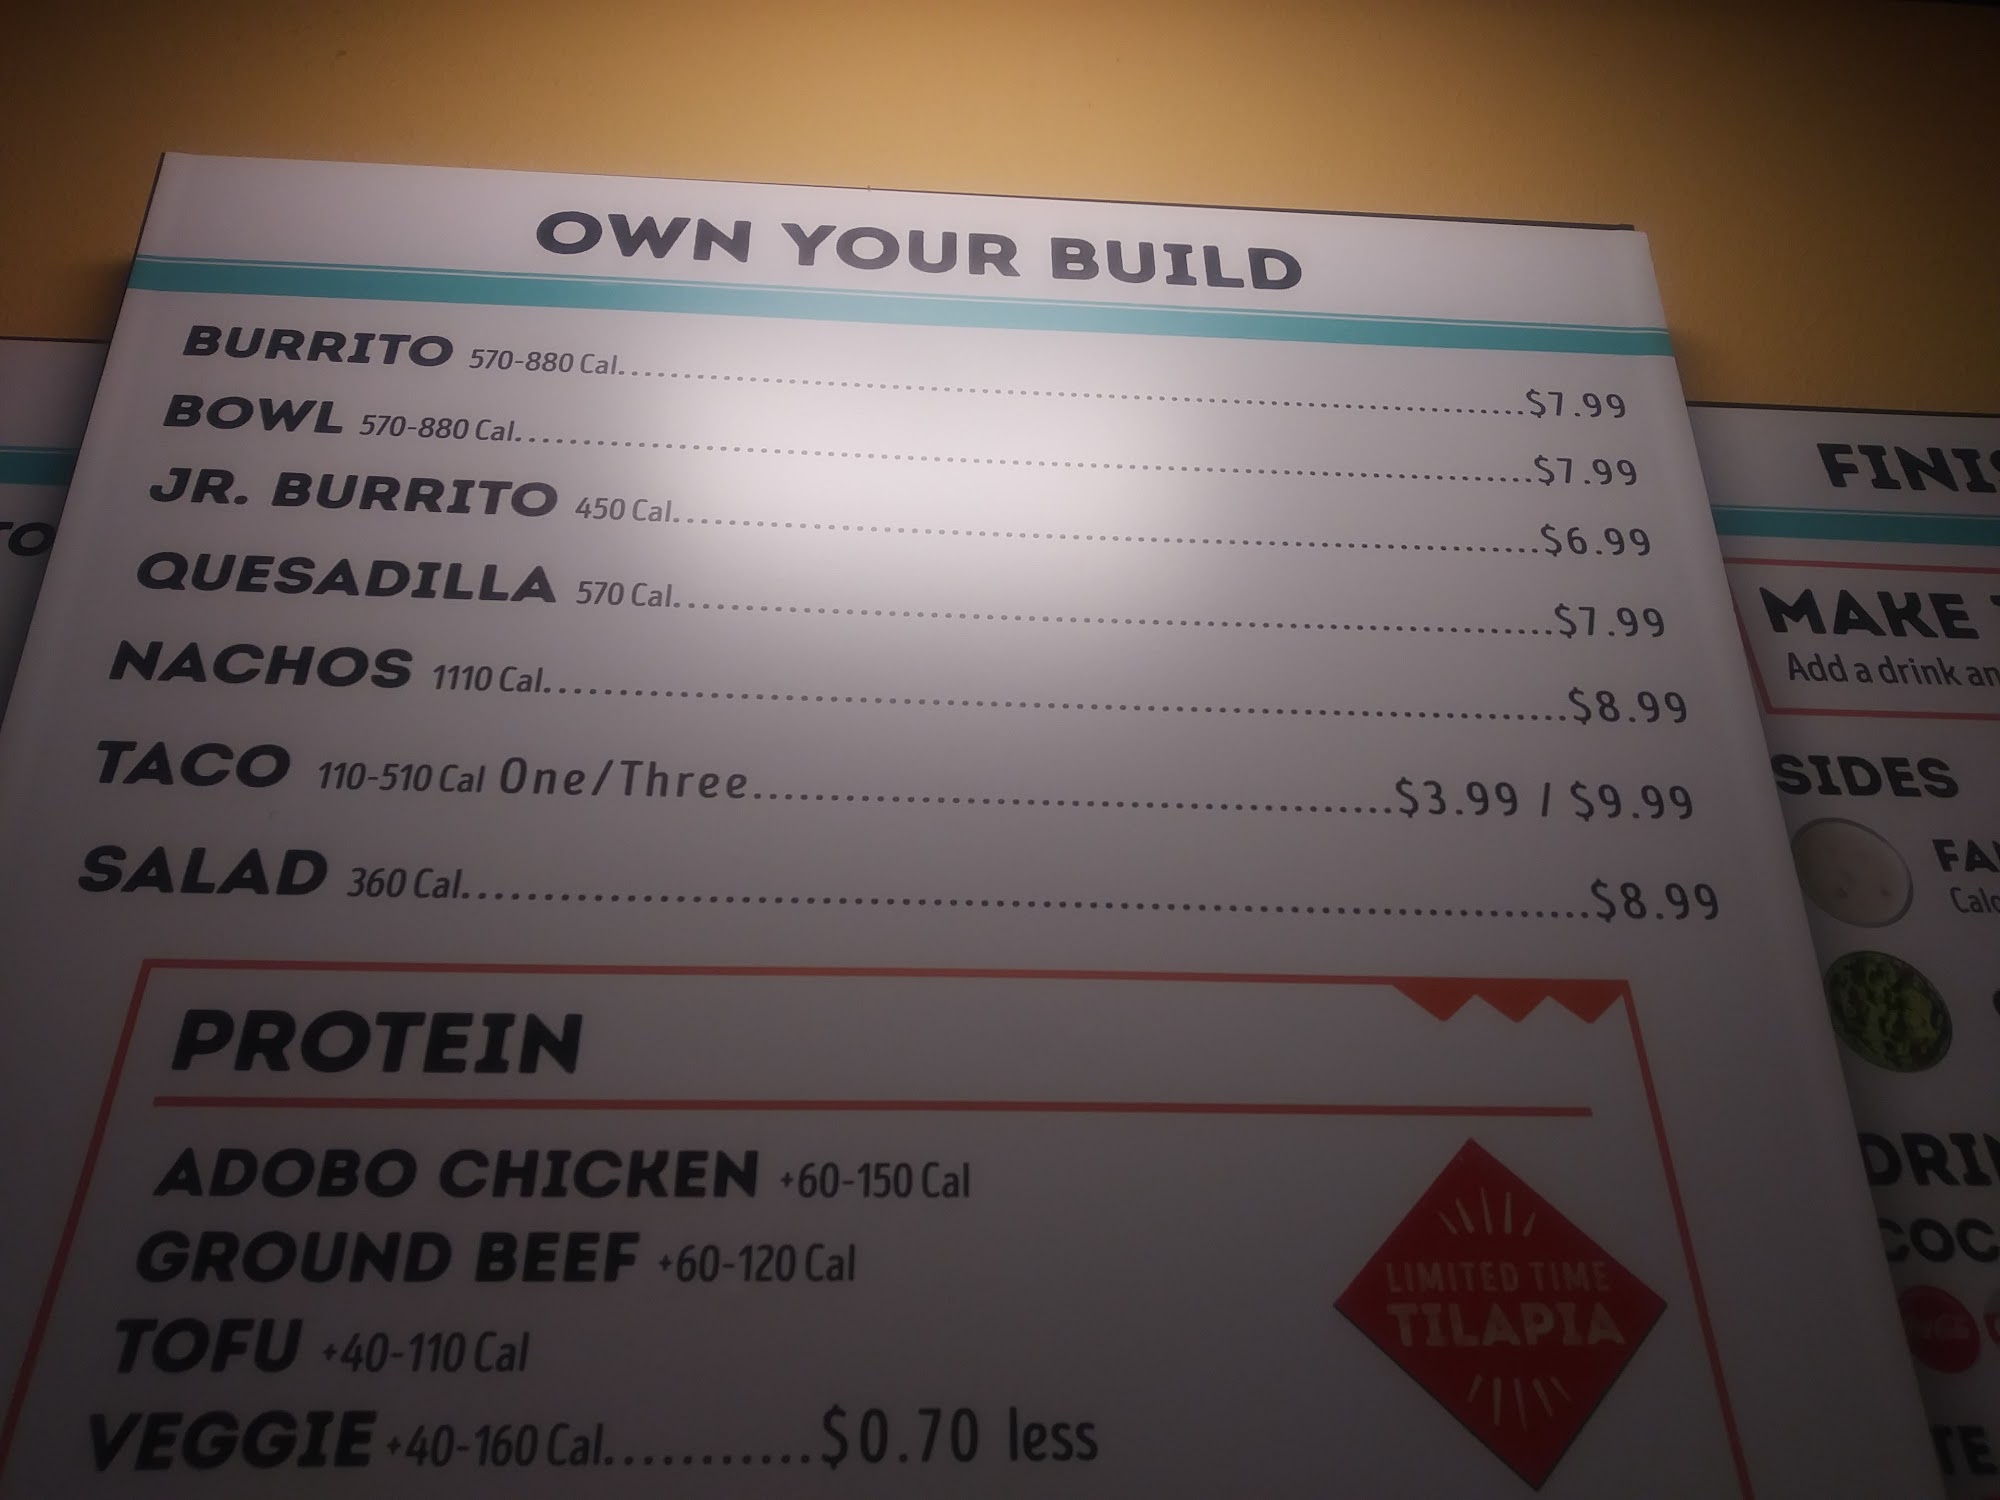 OWN YOUR BUILD
BURRITO 570-880 Cal. $7.99
BOWL 570-880 Cal. $7.99
JR. BURRITO 450 Cal. $6.99
QUESADILLA 570 Cal. $7.99
NACHOS 1110 Cal. $8.99
TACO 110-510 Cal One/Three $3.99 / $9.99
SALAD 360 Cal. $8.99
PROTEIN
ADOBO CHICKEN +60-150 Cal
GROUND BEEF +60-120 Cal
TOFU +40-110 Cal
VEGGIE +40-160 Cal. $0.70 less
LIMITED TIME
TILAPIA
MAKE
Add a drink
SIDES